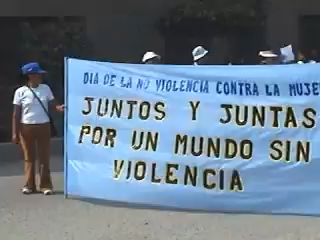 DIA DE LA NO VIOLENCIA CONTRA LA MUJE
JUNTOS Y JUNTAS
POR UN MUNDO SIN
VIOLENCIA